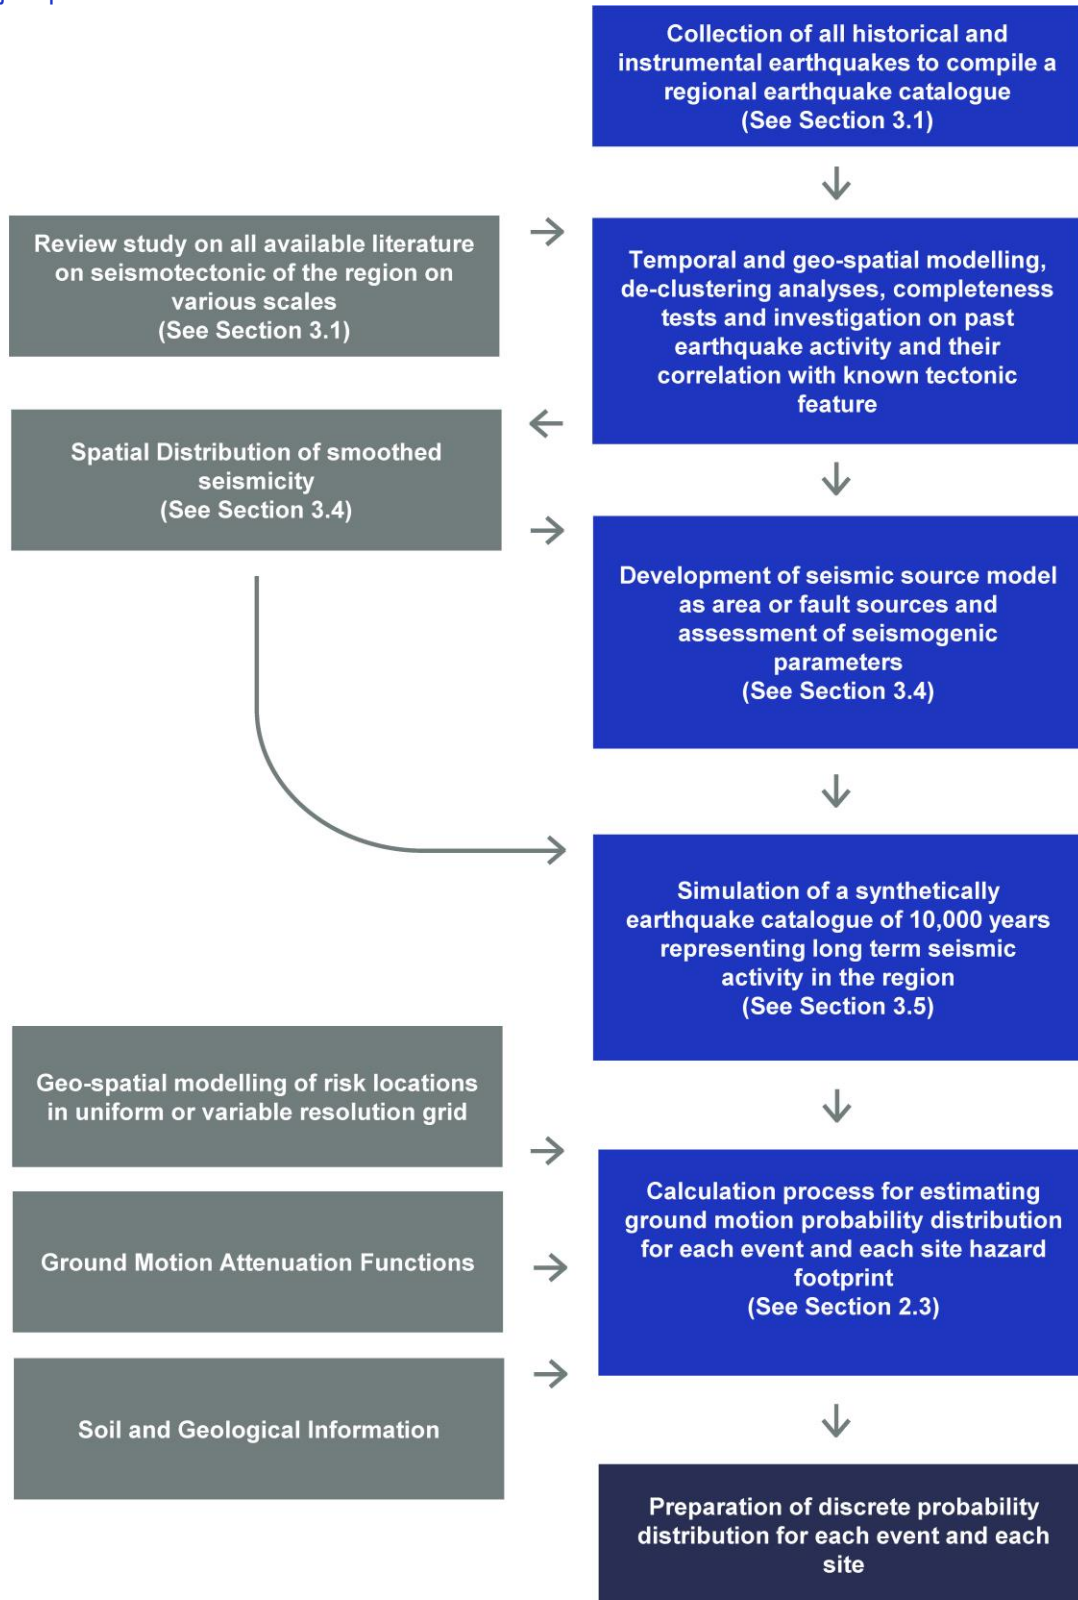 Collection of all historical and
instrumental earthquakes to compile a
regional earthquake catalogue
(See Section 3.1)
Review study on all available literature
on seismotectonic of the region on
various scales
(See Section 3.1)
Temporal and geo-spatial modelling,
de-clustering analyses, completeness
tests and investigation on past
earthquake activity and their
correlation with known tectonic
feature
Spatial Distribution of smoothed
seismicity
(See Section 3.4)
Development of seismic source model
as area or fault sources and
assessment of seismogenic
parameters
(See Section 3.4)
Simulation of a synthetically
earthquake catalogue of 10,000 years
representing long term seismic
activity in the region
(See Section 3.5)
Geo-spatial modelling of risk locations
in uniform or variable resolution grid
Ground Motion Attenuation Functions
Soil and Geological Information
Calculation process for estimating
ground motion probability distribution
for each event and each site hazard
footprint
(See Section 2.3)
Preparation of discrete probability
distribution for each event and each
site